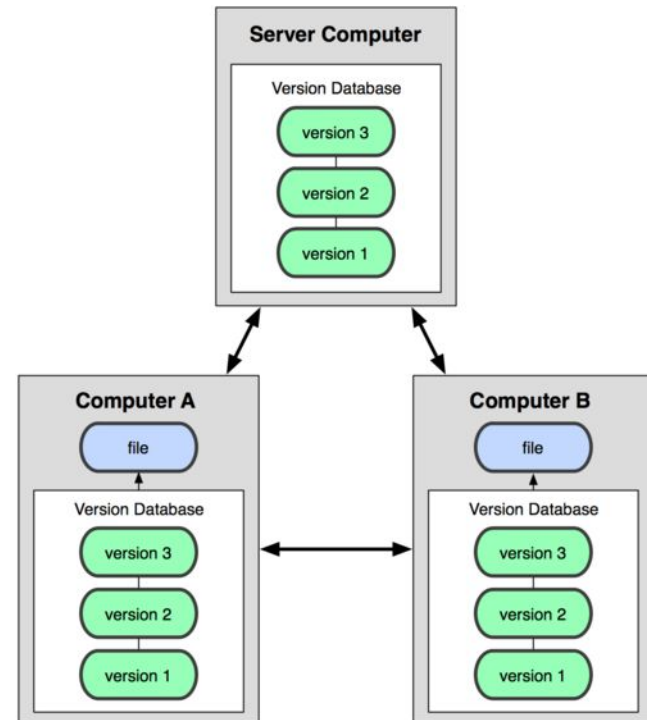 Server Computer
Version Database
version 3
version 2
version 1
Computer A
file
Version Database
version 3
version 2
version 1
Computer B
file
Version Database
version 3
version 2
version 1